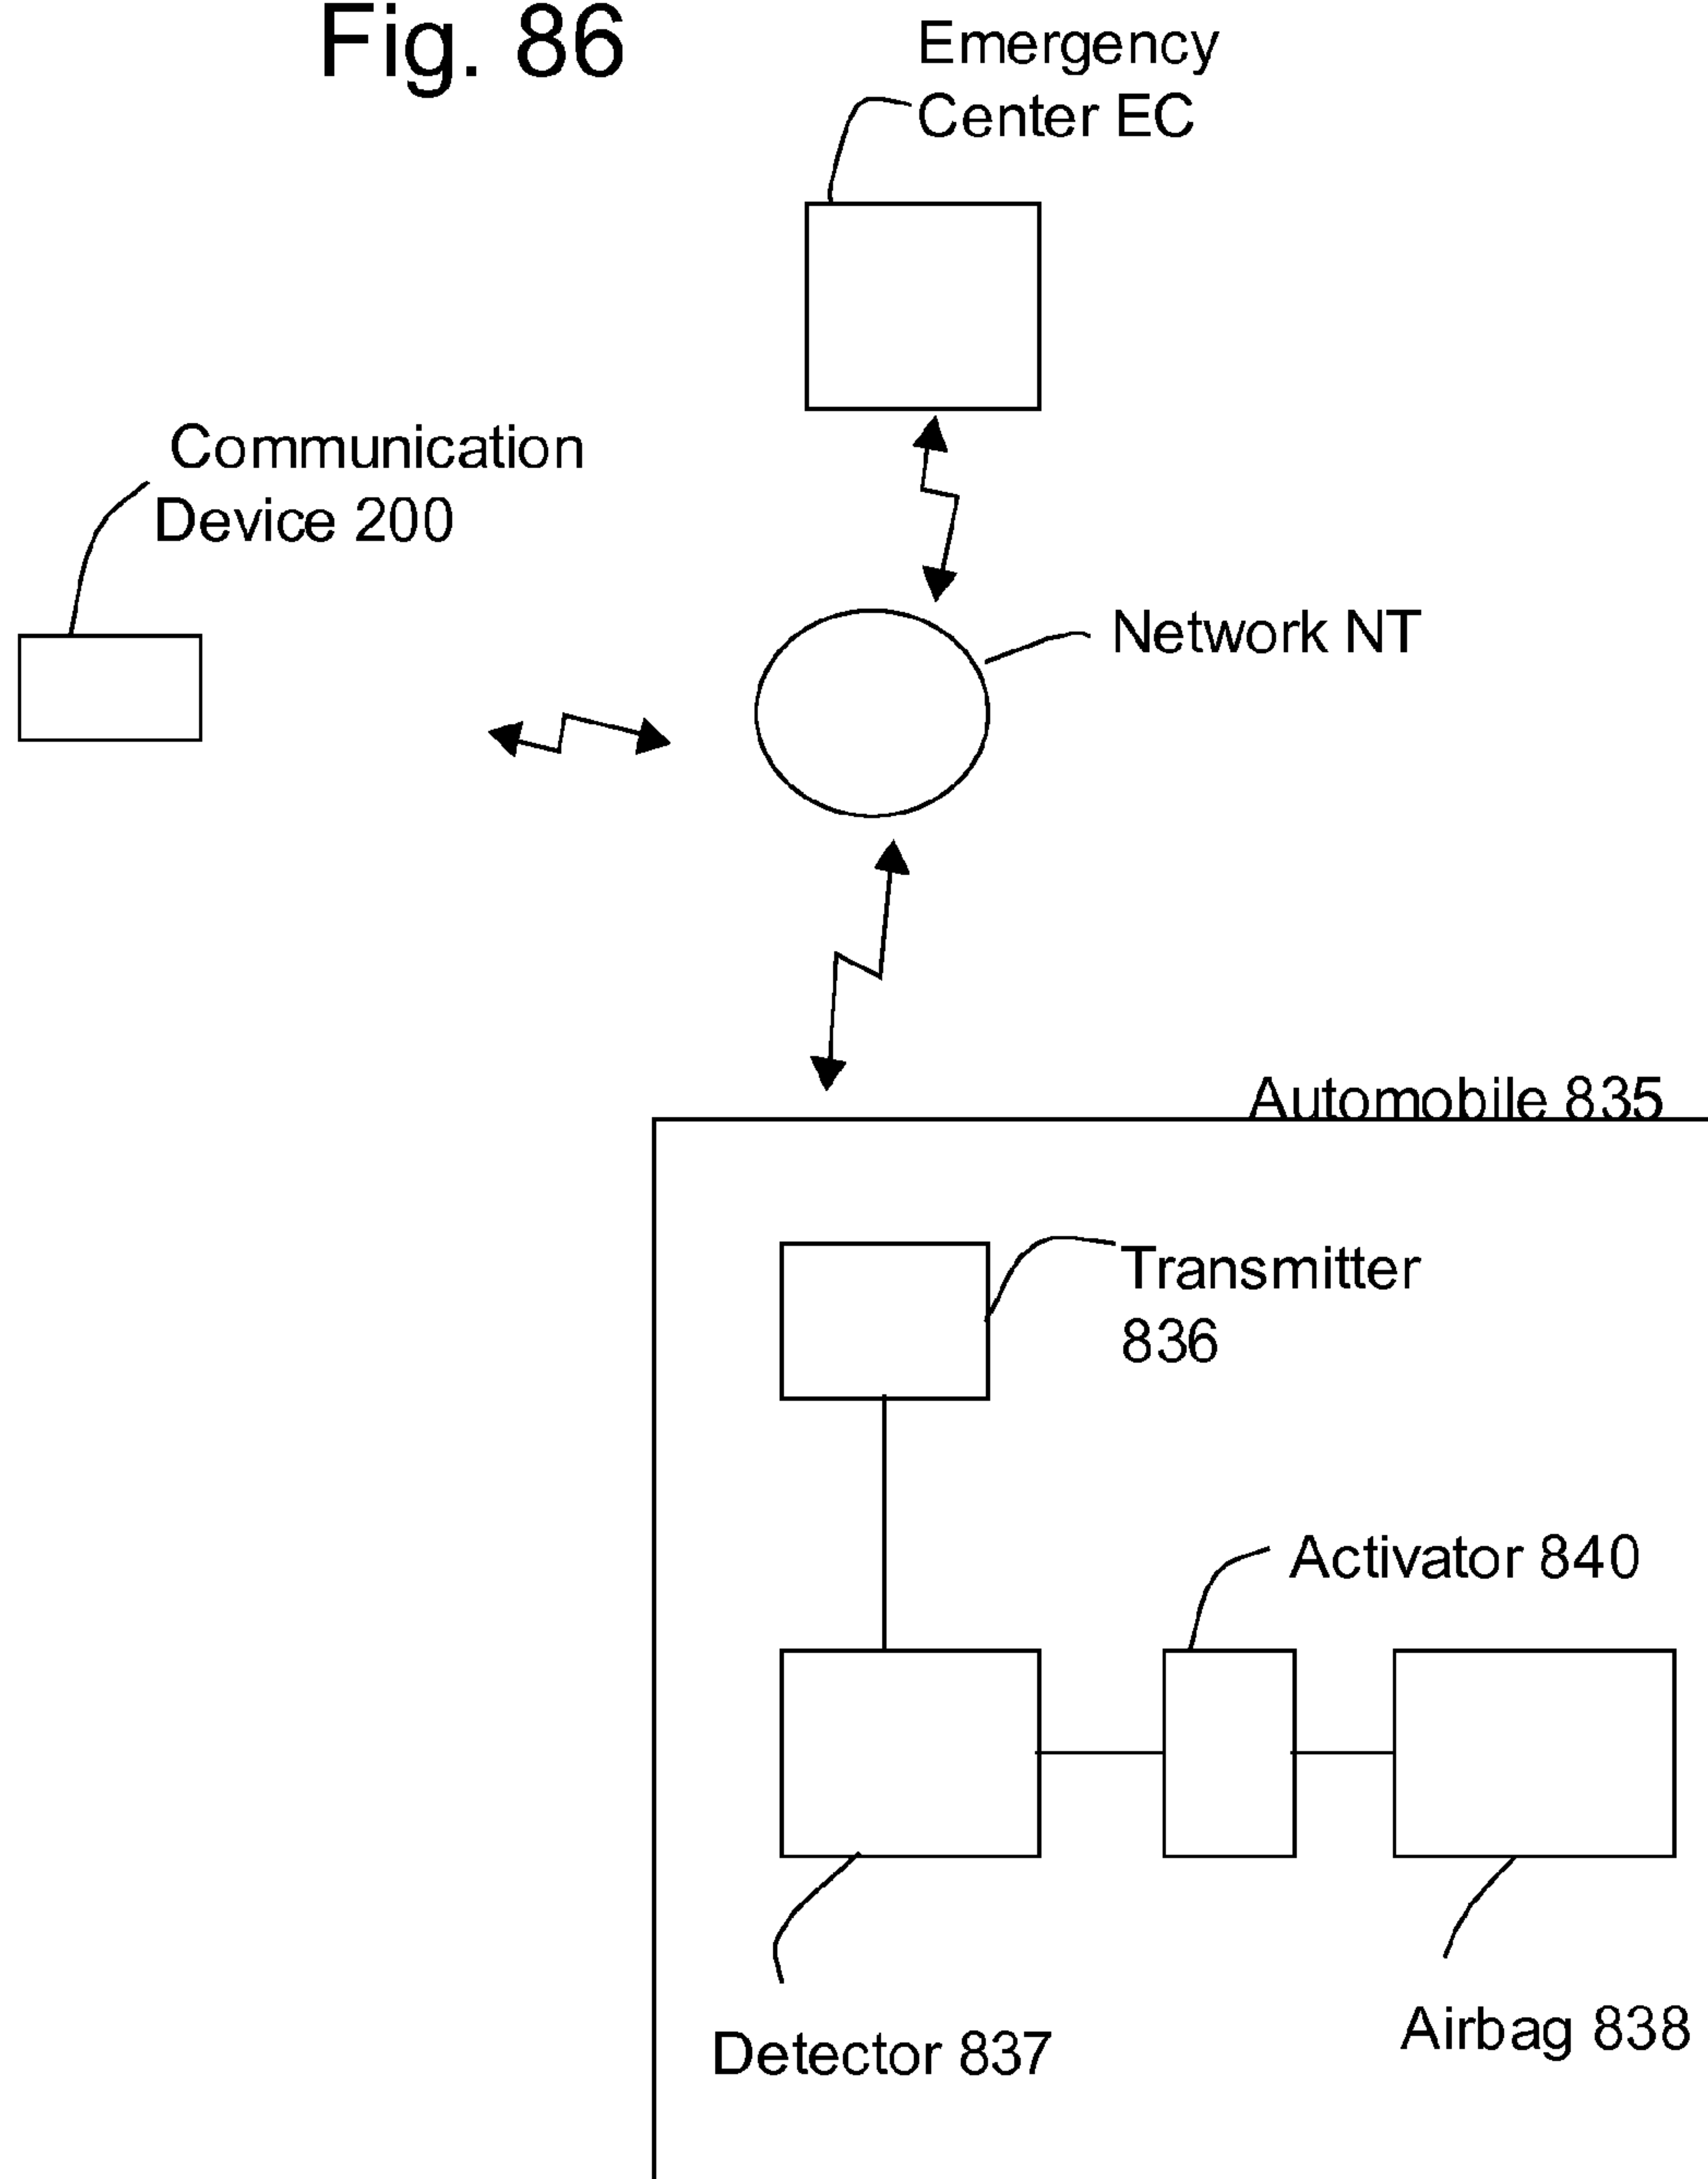 Fig. 86
Emergency
Center EC
Communication
Device 200
Network NT
Automobile 835
Transmitter
836
Activator 840
Detector 837
Airbag 838